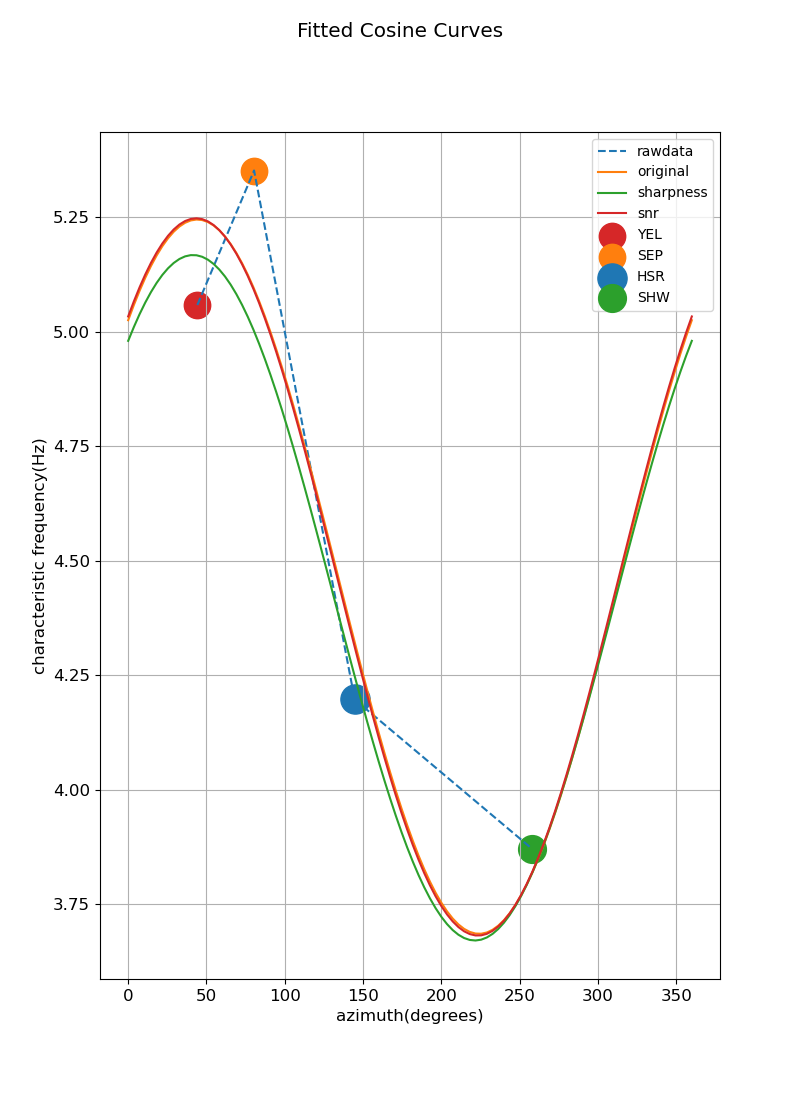 Fitted Cosine Curves
rawdata
original
sharpness
snr
YEL
SEP
HSR
SHW
characteristic frequency(Hz)
5.25
5.00
4.75
4.50
4.25
4.00
3.75
0 50 100 150 200 250 300 350
azimuth(degrees)